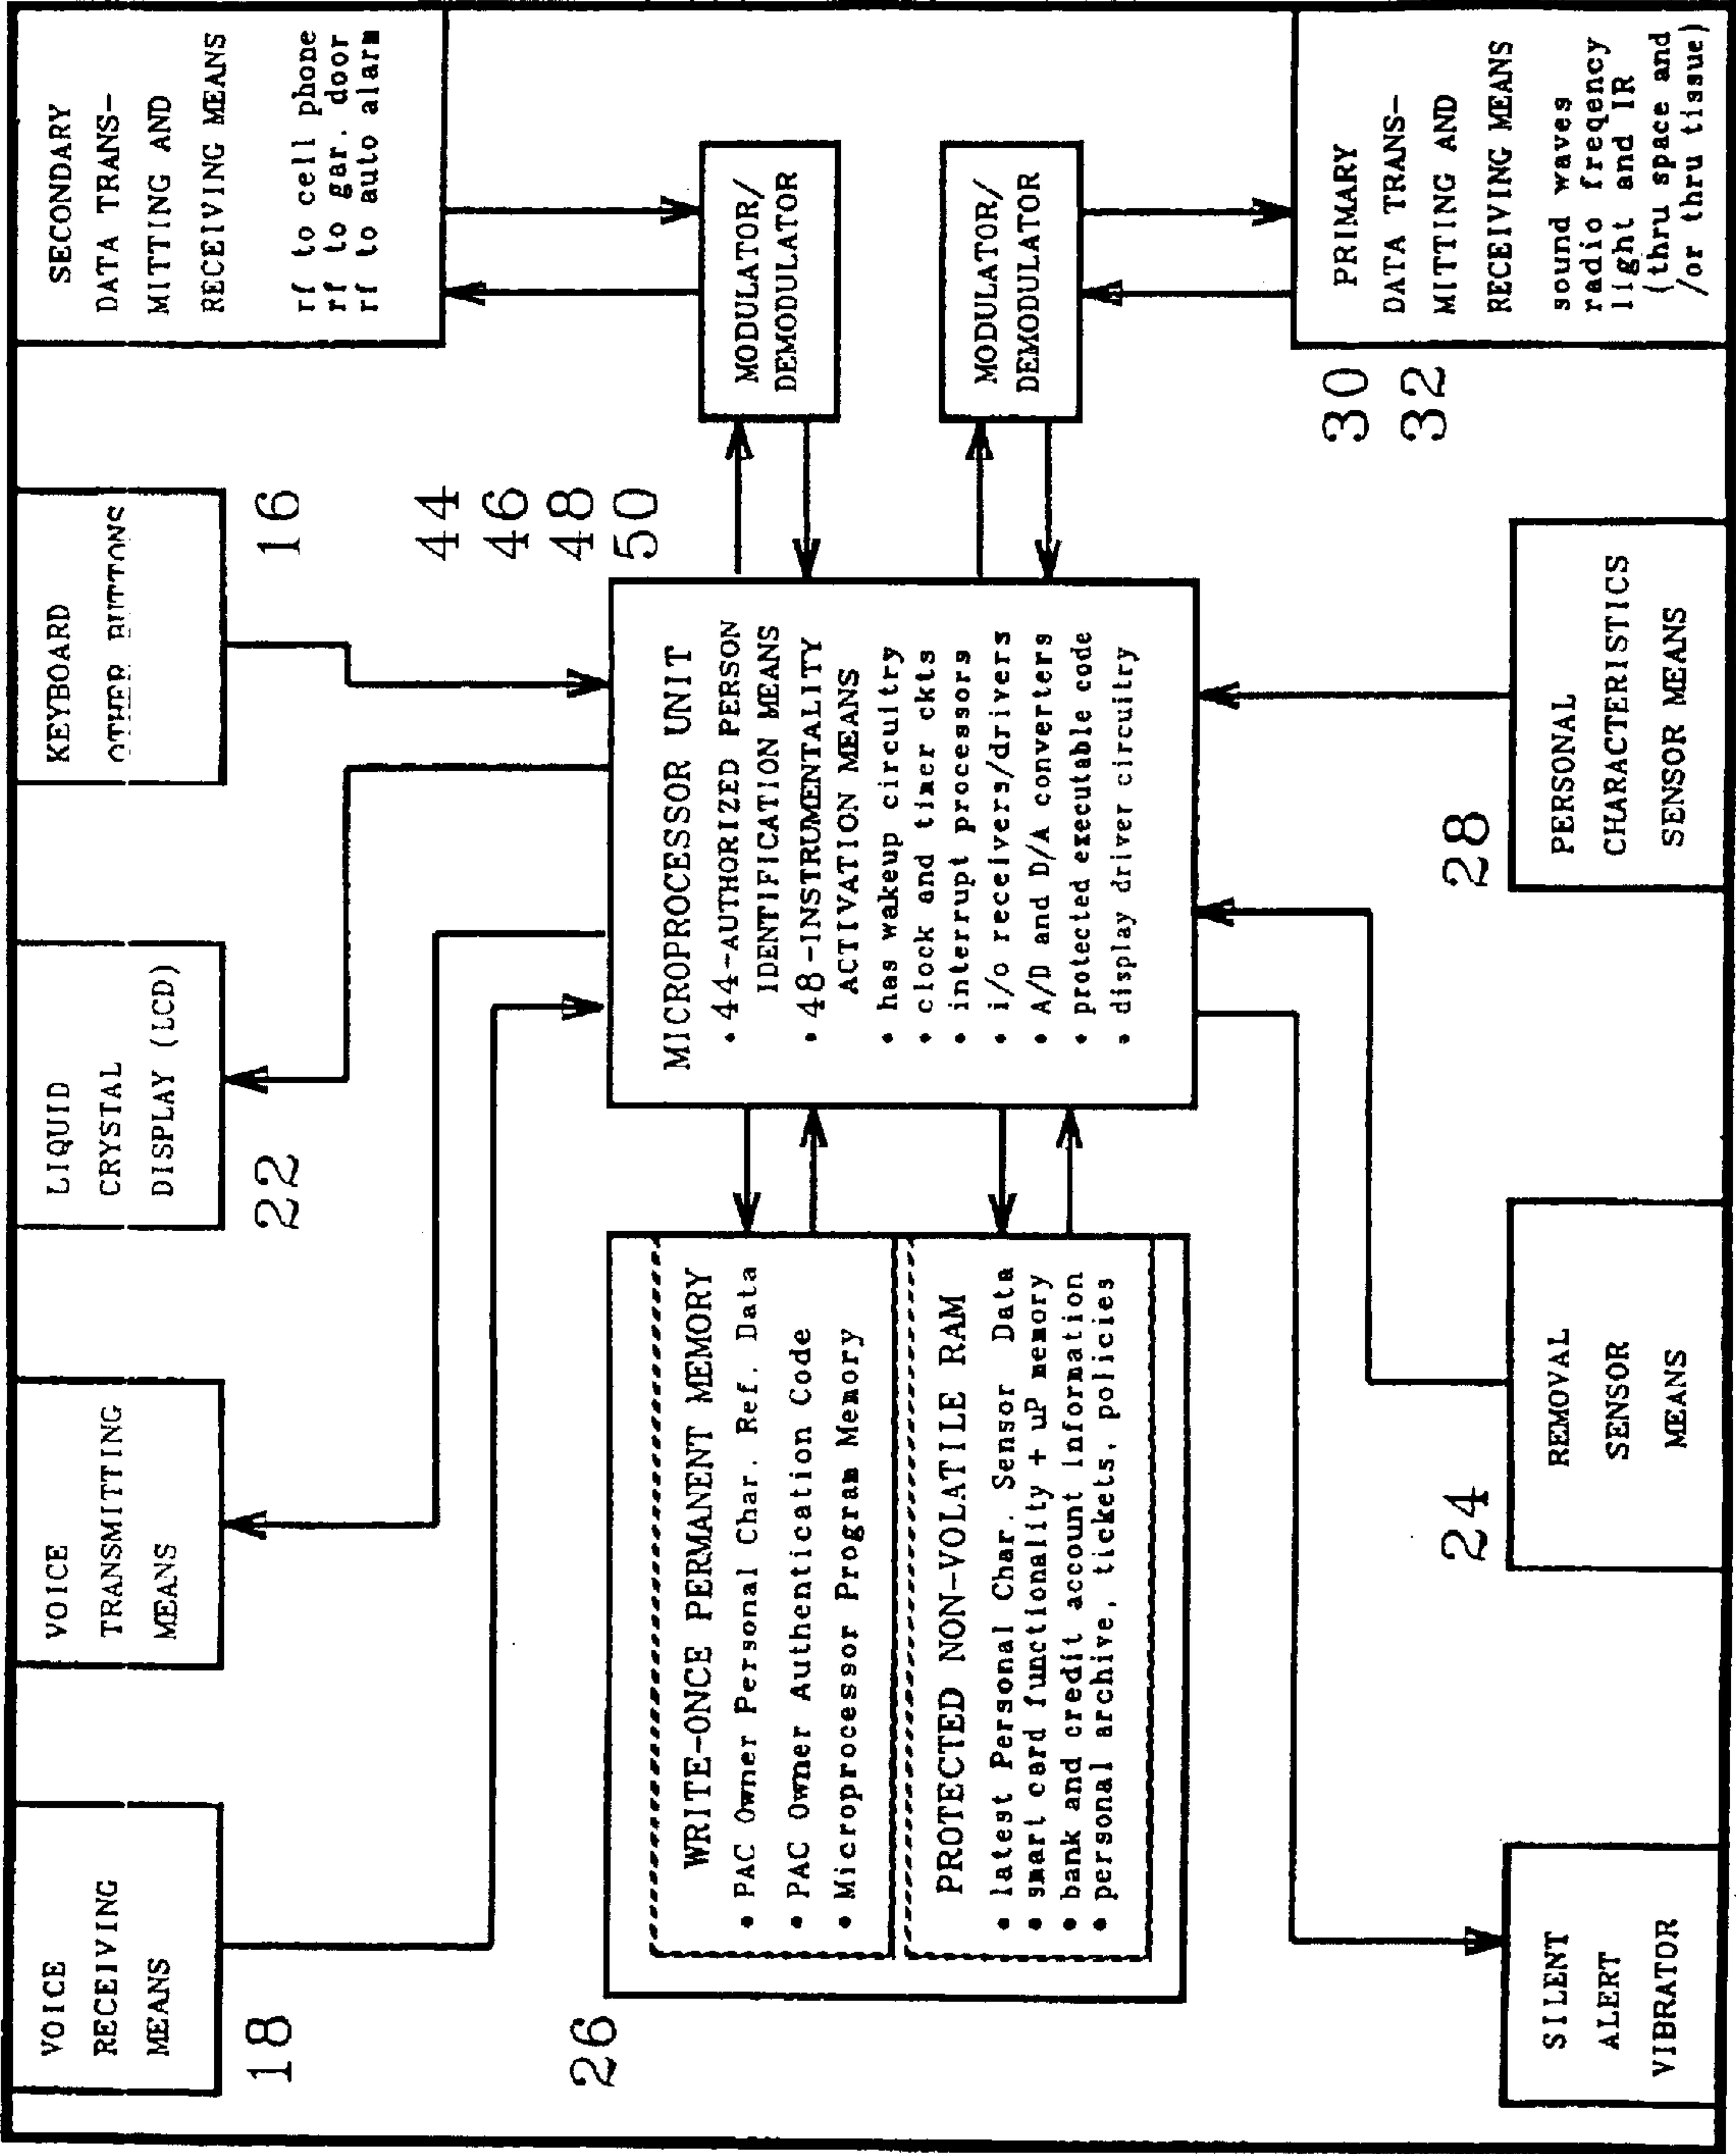 VOICE
RECEIVING
MEANS
18
VOICE
TRANSMITTING
MEANS
LIQUID
CRYSTAL
DISPLAY (LCD)
22
KEYBOARD
OTHER BUTTONS
16
SECONDARY
DATA TRANS-
MITTING AND
RECEIVING MEANS
rf to cell phone
rf to gar. door
rf to auto alarm
44
46
48
50
26
WRITE-ONCE PERMANENT MEMORY
• PAC Owner Personal Char. Ref. Data
• PAC Owner Authentication Code
• Microprocessor Program Memory
PROTECTED NON-VOLATILE RAM
• latest Personal Char. Sensor Data
• smart card functionality + uP memory
• bank and credit account information
• personal archive, tickets, policies
MICROPROCESSOR UNIT
• 44-AUTHORIZED PERSON
IDENTIFICATION MEANS
• 48-INSTRUMENTALITY
ACTIVATION MEANS
• has wakeup circuitry
• clock and timer ckts
• interrupt processors
• i/o receivers/drivers
• A/D and D/A converters
• protected executable code
• display driver circuitry
MODULATOR/
DEMODULATOR
MODULATOR/
DEMODULATOR
SILENT
ALERT
VIBRATOR
24
REMOVAL
SENSOR
MEANS
28
PERSONAL
CHARACTERISTICS
SENSOR MEANS
30
32
PRIMARY
DATA TRANS-
MITTING AND
RECEIVING MEANS
sound waves
radio freqency
light and IR
(thru space and
/or thru tissue)